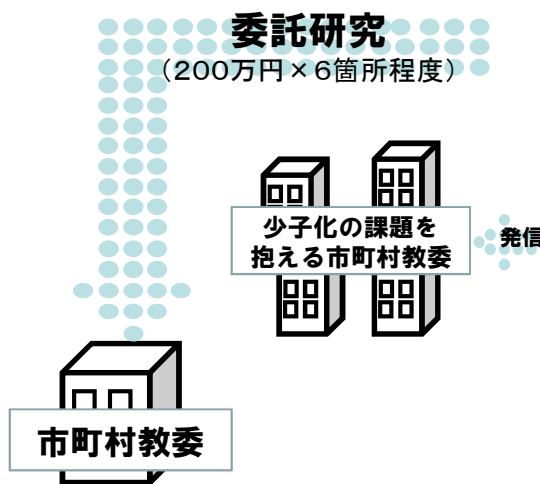 委託研究
（200万円×6箇所程度）
少子化の課題を
抱える市町村教委
発信
市町村教委